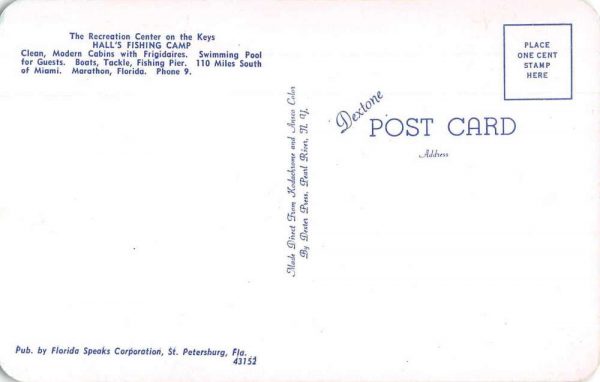 The Recreation Center on the Keys
HALL'S FISHING CAMP
Clean, Modern Cabins with Frigidaires. Swimming Pool
for Guests. Boats, Tackle, Fishing Pier. 110 Miles South
of Miami. Marathon, Florida. Phone 9.
PLACE
ONE CENT
STAMP
HERE
Dextone
POST CARD
Address
Made Direct From Kodachrome and Ansco Color
By Dexter Press, Pearl River, N. Y.
Pub. by Florida Speaks Corporation, St. Petersburg, Fla.
43152